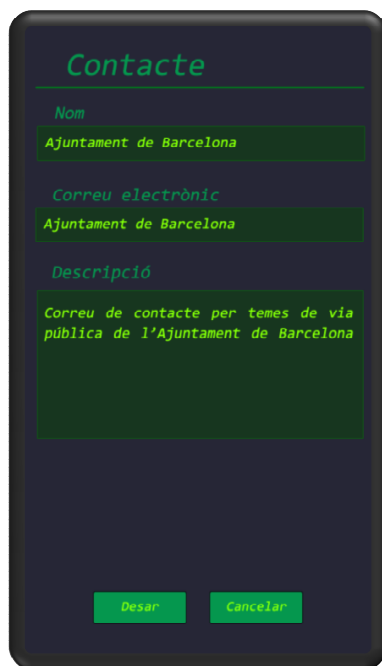 Contacte
Nom
Ajuntament de Barcelona
Correu electrònic
Ajuntament de Barcelona
Descripció
Correu de contacte per temes de via
pública de l’Ajuntament de Barcelona
Desar
Cancelar